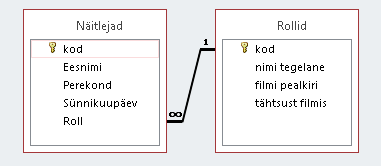 Näitlejad
kod
Eesnimi
Perekond
Sünnikuupäev
Roll
1
∞
Rollid
kod
nimi tegelane
filmi pealkiri
tähtsust filmis